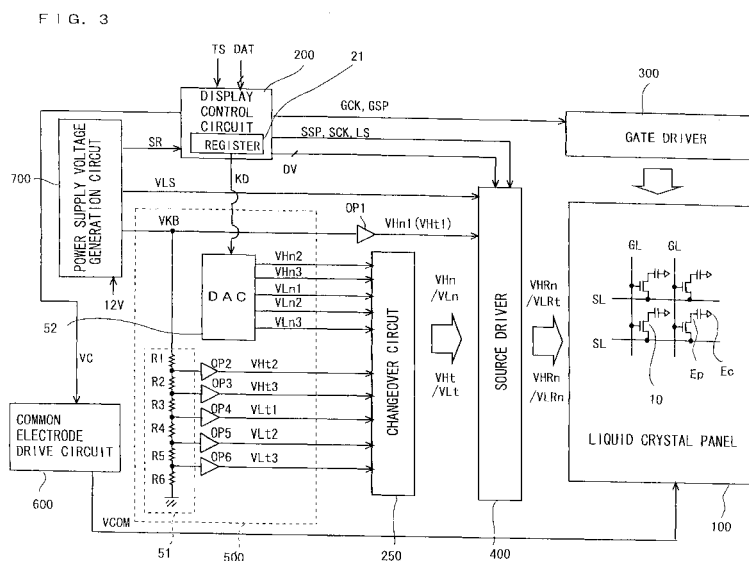 FIG. 3
TS DAT
200
21
DISPLAY
CONTROL
CIRCUIT
REGISTER
GCK, GSP
300
GATE DRIVER
SSP, SCK, LS
DV
SR
700
POWER SUPPLY VOLTAGE
GENERATION CIRCUT
KD
VLS
OP1
VKB
VHn1(VHt1)
12V
DAC
52
VHn2
VHn3
VLn1
VLn2
VLn3
CHANGEOVER CIRCUT
VHn
/VLn
VHt
/VLt
SOURCE DRIVER
VHRn
/VLRt
VHRn
/VLRn
GL GL
SL
SL
10
Ep
Ec
LIQUID CRYSTAL PANEL
100
VC
R1
R2
R3
R4
R5
R6
OP2 VHt2
OP3 VHt3
OP4 VLt1
OP5 VLt2
OP6 VLt3
COMMON
ELECTRODE
DRIVE CIRCUIT
600
VCOM
51
500
250
400